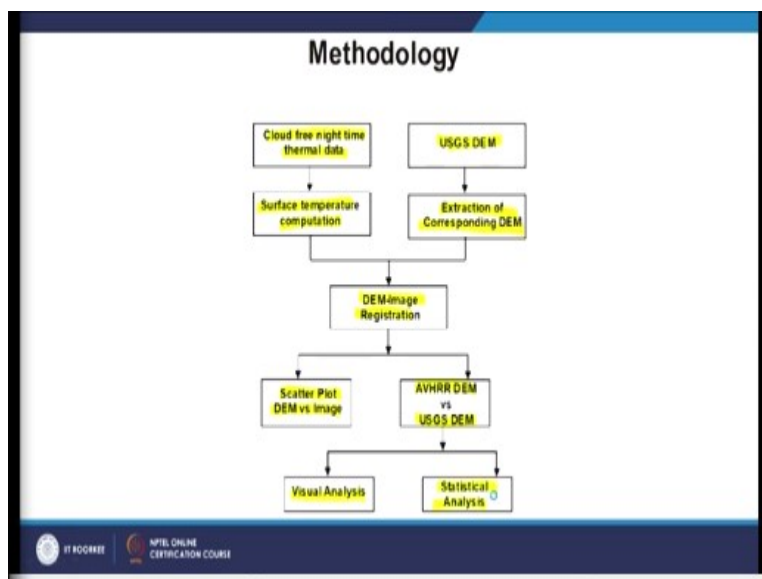 Methodology
Cloud free night time
thermal data
USGS DEM
Surface temperature
computation
Extraction of
Corresponding DEM
DEM-Image
Registration
Scatter Plot
DEM vs Image
AVHRR DEM
vs
USGS DEM
Visual Analysis
Statistical
Analysis
IIT ROORKEE
NPTEL ONLINE
CERTIFICATION COURSE